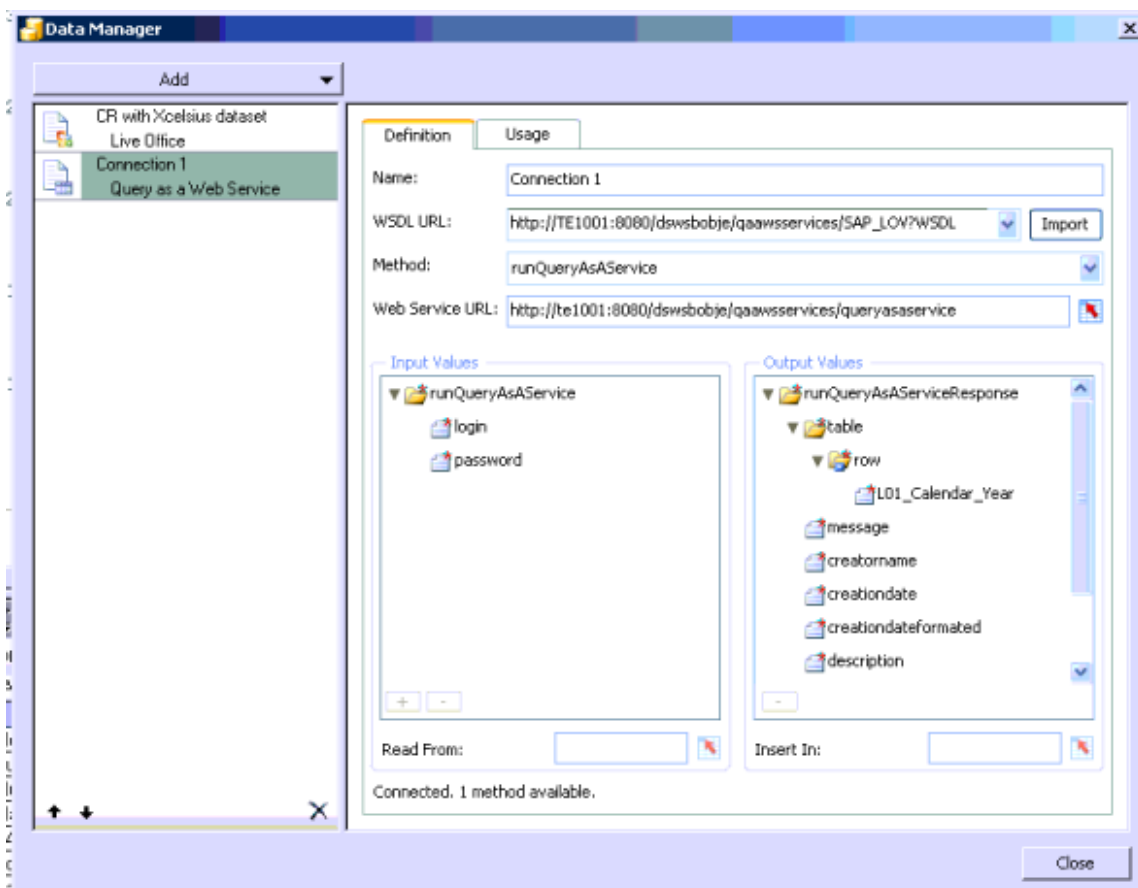 Data Manager
Add
CR with Xcelsius dataset
Live Office
Connection 1
Query as a Web Service
Definition
Usage
Name:
Connection 1
WSDL URL:
http://TE1001:8080/dswsbobje/qaawsservices/SAP_LOV?WSDL
Import
Method:
runQueryAsAService
Web Service URL:
http://te1001:8080/dswsbobje/qaawsservices/queryasaservice
Input Values
runQueryAsAService
login
password
+
-
Read From:
Output Values
runQueryAsAServiceResponse
table
row
L01_Calendar_Year
message
creatorname
creationdate
creationdateformated
description
-
Insert In:
Connected. 1 method available.
Close